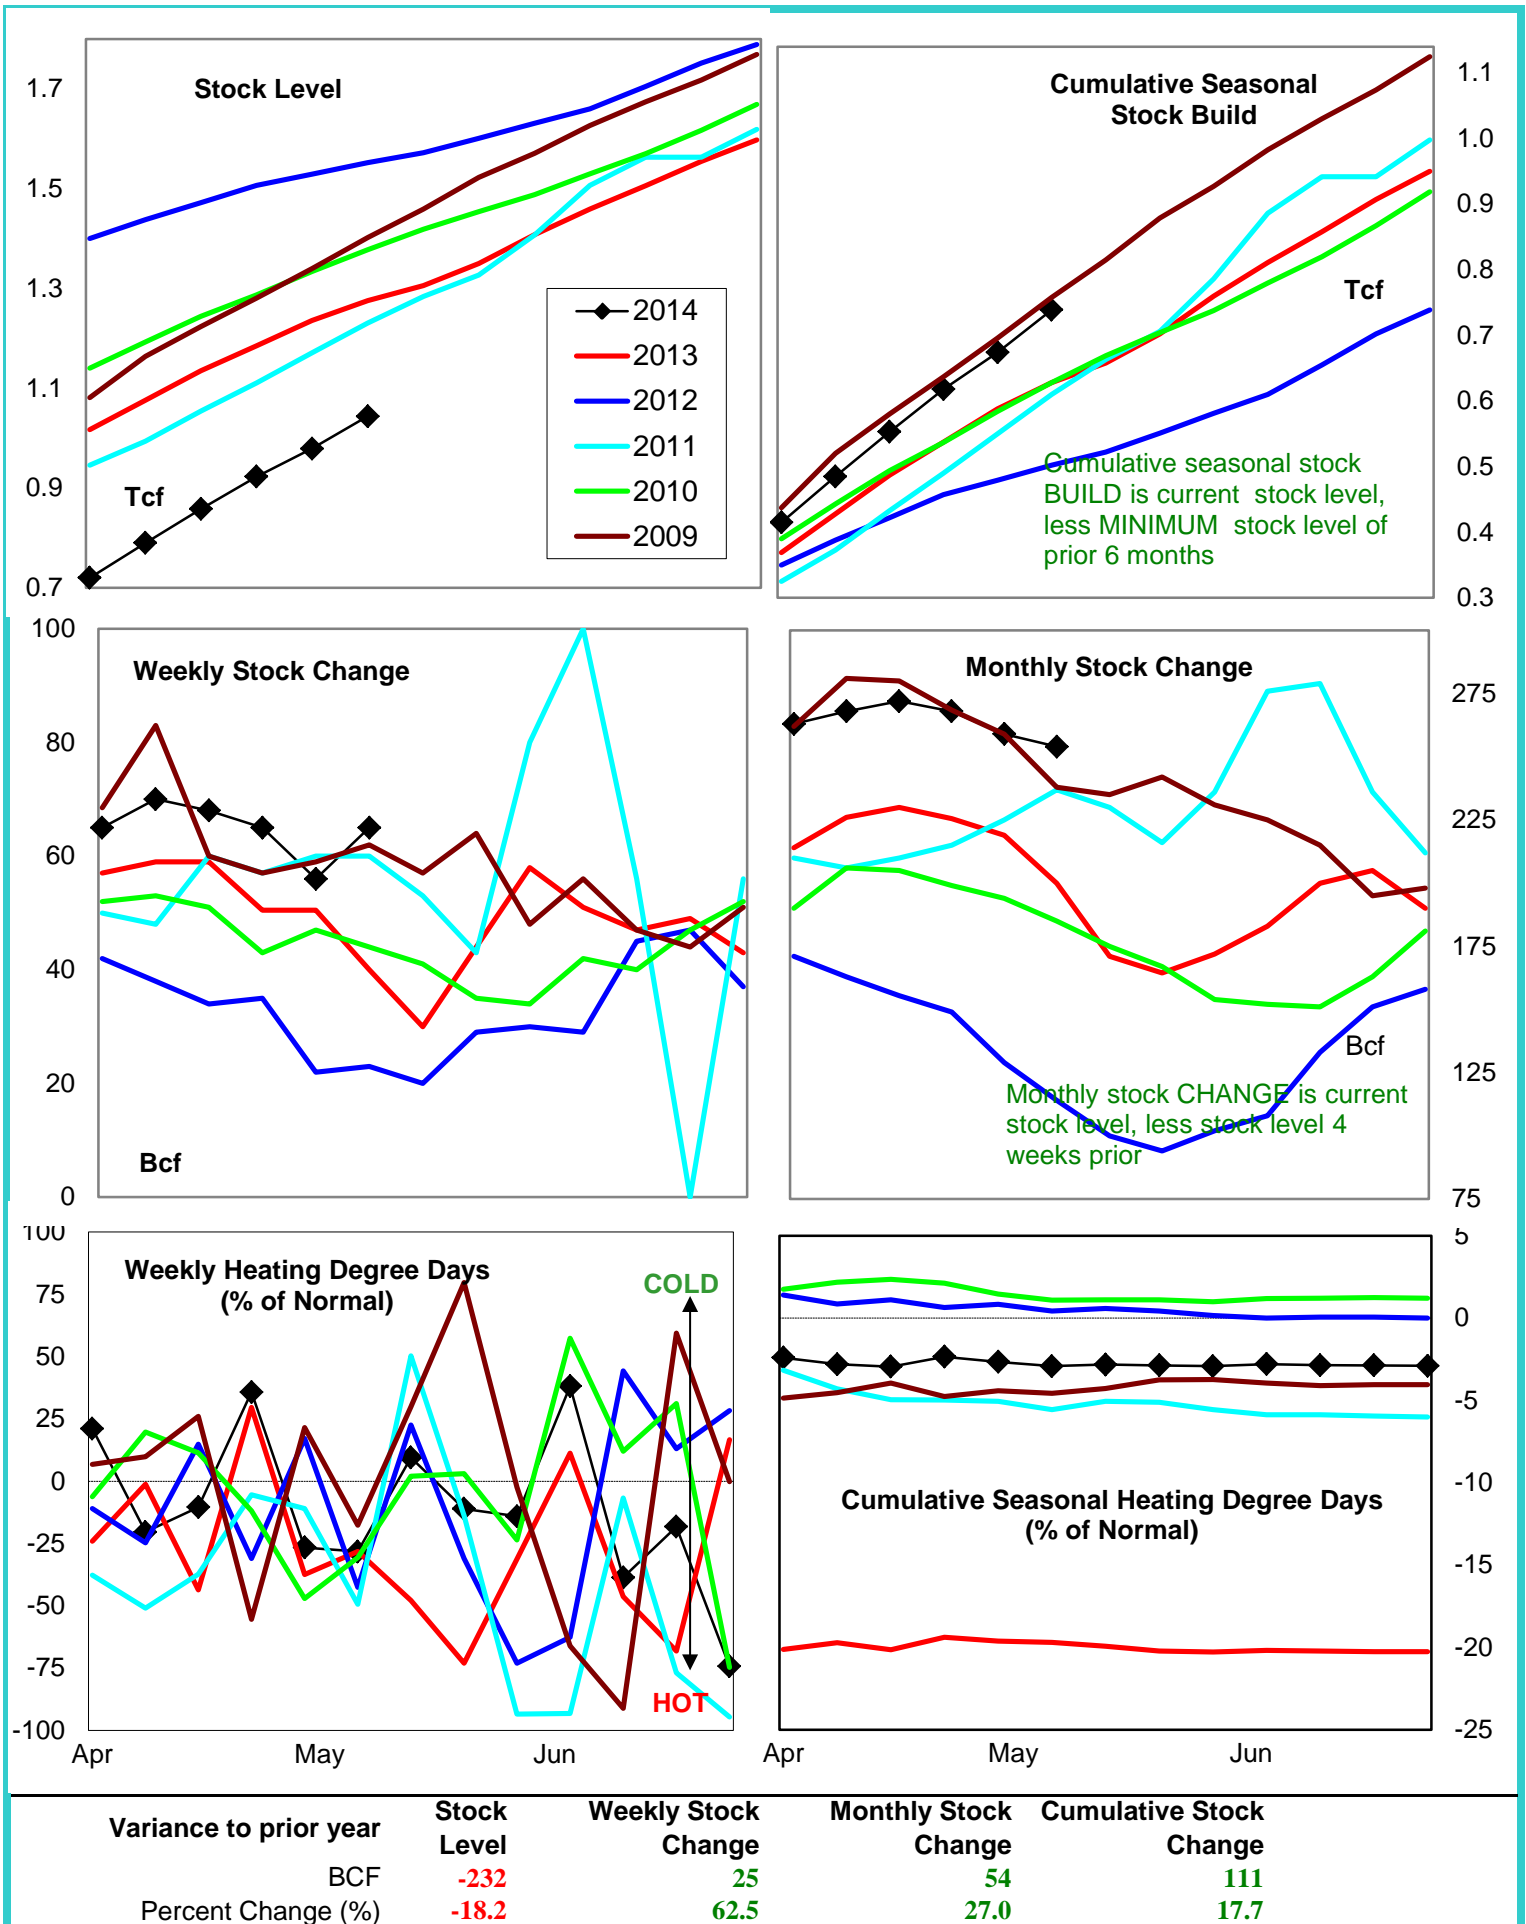 Stock Level
1.7
1.5
1.3
1.1
0.9
0.7
Tcf
2014
2013
2012
2011
2010
2009
Cumulative Seasonal
Stock Build
1.1
1.0
0.9
0.8
0.7
0.6
0.5
0.4
0.3
Tcf
Cumulative seasonal stock
BUILD is current stock level,
less MINIMUM stock level of
prior 6 months
Weekly Stock Change
100
80
60
40
20
0
Bcf
Monthly Stock Change
275
225
175
125
75
Bcf
Monthly stock CHANGE is current
stock level, less stock level 4
weeks prior
Weekly Heating Degree Days
(% of Normal)
100
75
50
25
0
-25
-50
-75
-100
COLD
HOT
Apr May Jun
5
0
-5
-10
-15
-20
-25
Cumulative Seasonal Heating Degree Days
(% of Normal)
Apr May Jun
Variance to prior year
Stock Level
Weekly Stock Change
Monthly Stock Change
Cumulative Stock Change
BCF -232 25 54 111
Percent Change (%) -18.2 62.5 27.0 17.7